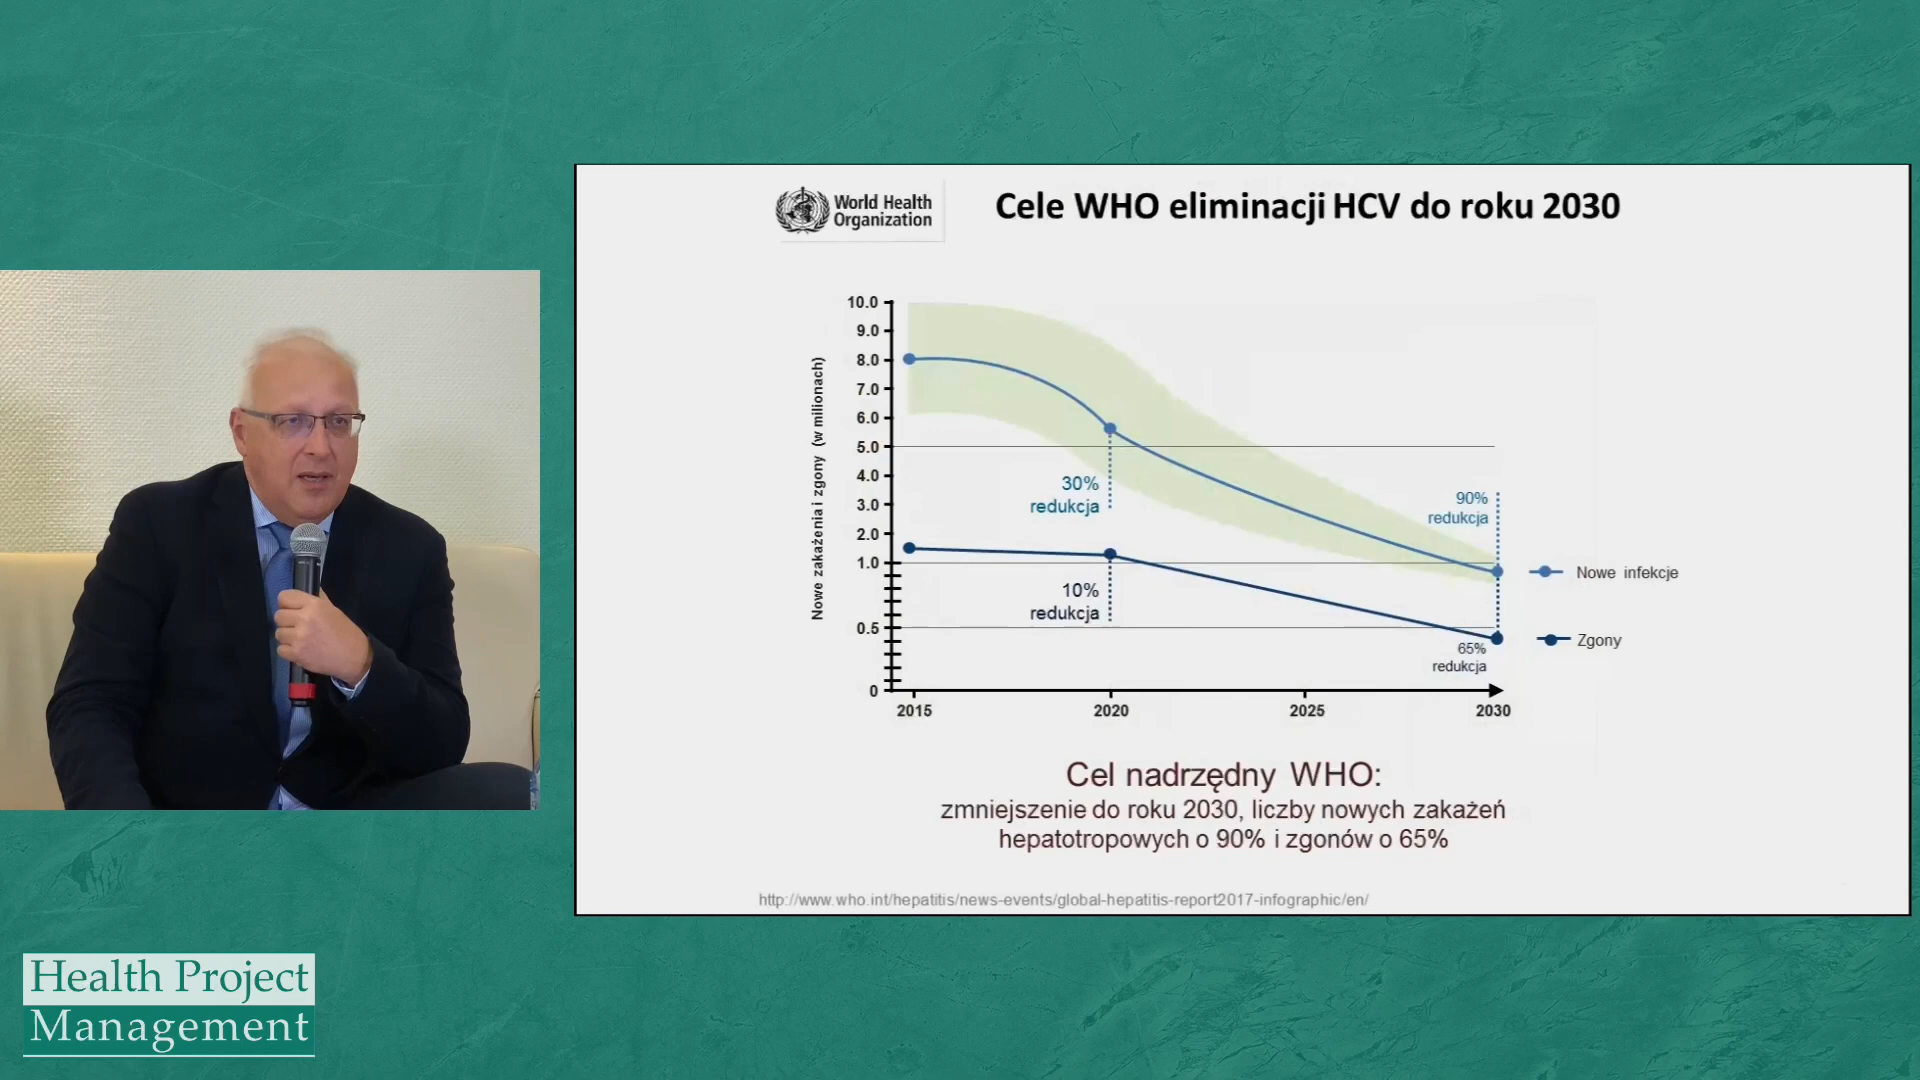 World Health
Organization
Cele WHO eliminacji HCV do roku 2030
Nowe zakażenia i zgony (w milionach)
10.0
9.0
8.0
7.0
6.0
5.0
4.0
3.0
2.0
1.0
0.5
0
30%
redukcja
10%
redukcja
90%
redukcja
65%
redukcja
Nowe infekcje
Zgony
2015
2020
2025
2030
Cel nadrzędny WHO:
zmniejszenie do roku 2030, liczby nowych zakażeń
hepatotropowych o 90% i zgonów o 65%
http://www.who.int/hepatitis/news-events/global-hepatitis-report2017-infographic/en/
Health Project
Management